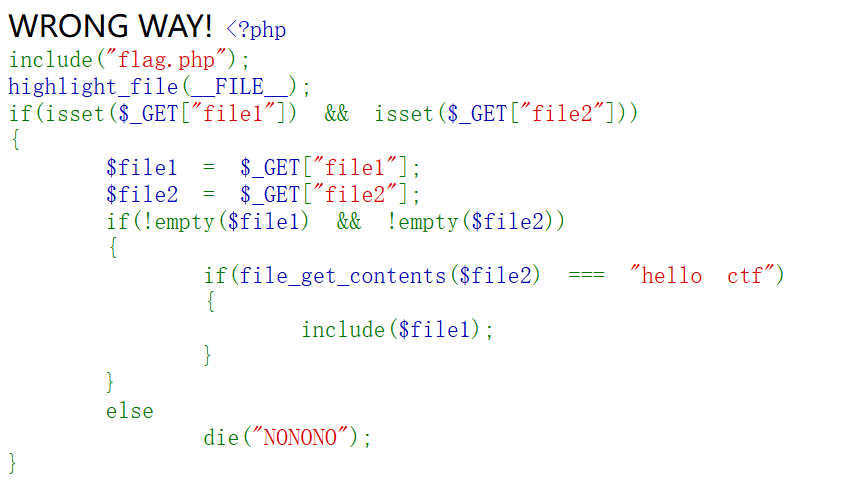 WRONG WAY! <?php
include("flag.php");
highlight_file(__FILE__);
if(isset($_GET["file1"]) && isset($_GET["file2"]))
{
        $file1 = $_GET["file1"];
        $file2 = $_GET["file2"];
        if(!empty($file1) && !empty($file2))
        {
                if(file_get_contents($file2) === "hello ctf")
                {
                        include($file1);
                }
        }
        else
                die("NONONO");
}